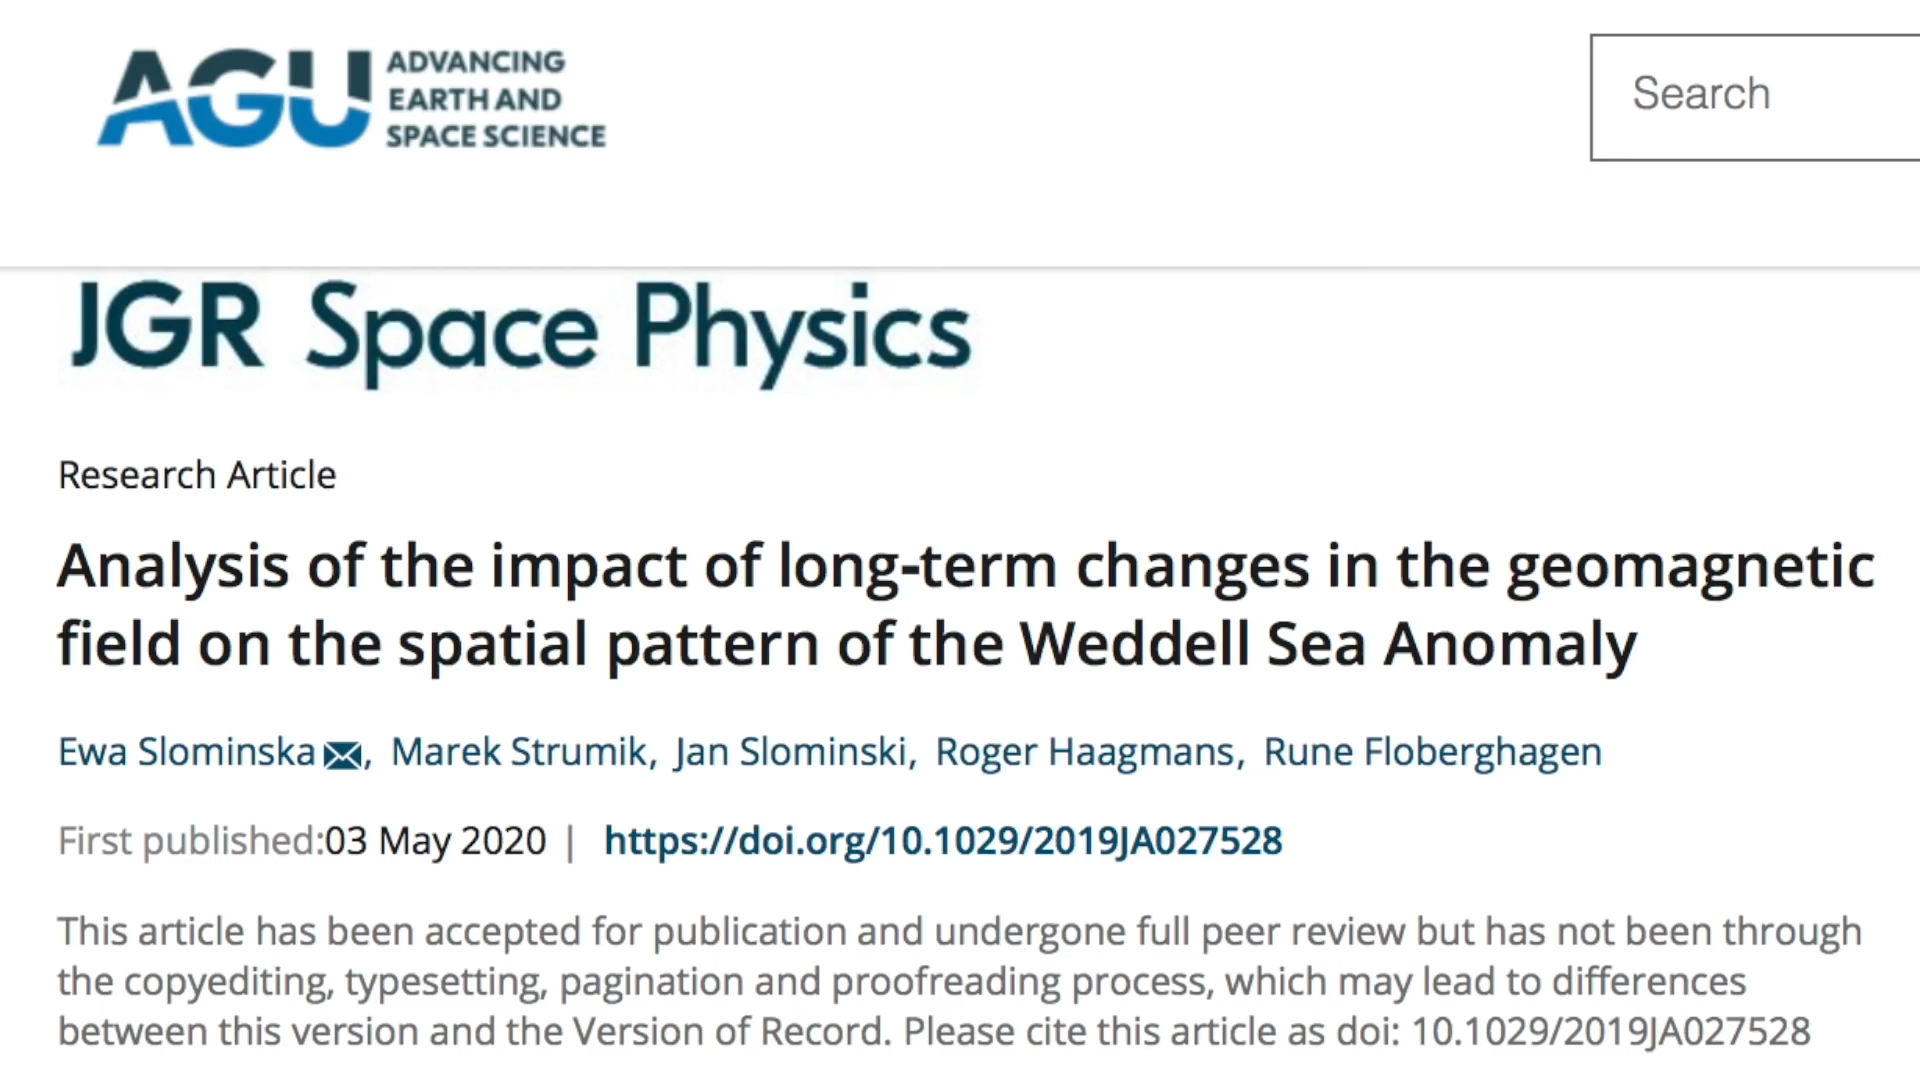 AGU
ADVANCING
EARTH AND
SPACE SCIENCE
Search
JGR Space Physics
Research Article
Analysis of the impact of long-term changes in the geomagnetic
field on the spatial pattern of the Weddell Sea Anomaly
Ewa Slominska, Marek Strumik, Jan Slominski, Roger Haagmans, Rune Floberghagen
First published:03 May 2020 | https://doi.org/10.1029/2019JA027528
This article has been accepted for publication and undergone full peer review but has not been through
the copyediting, typesetting, pagination and proofreading process, which may lead to differences
between this version and the Version of Record. Please cite this article as doi: 10.1029/2019JA027528